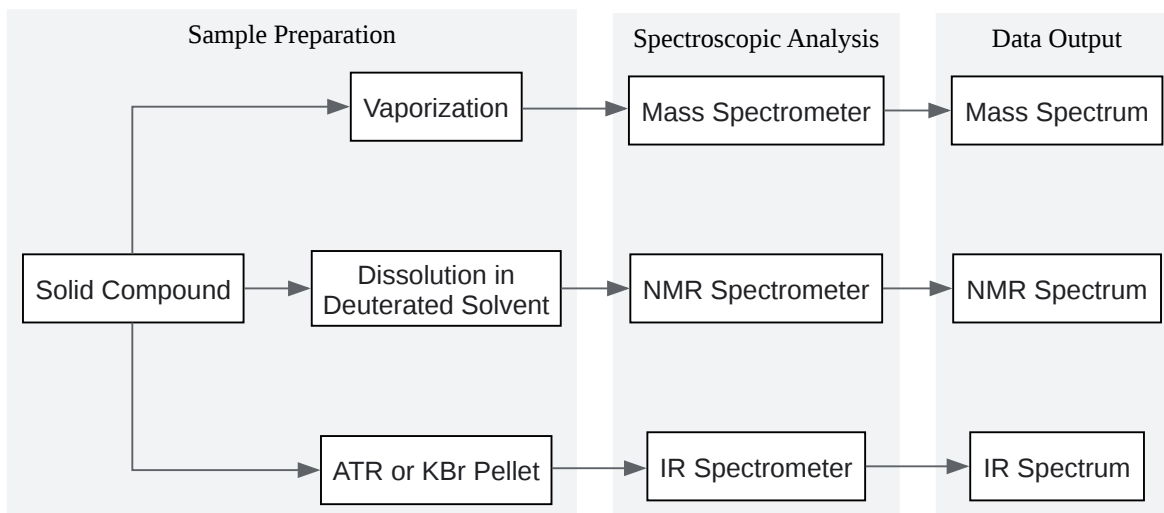 Sample Preparation
Spectroscopic Analysis
Data Output
Vaporization
Mass Spectrometer
Mass Spectrum
Solid Compound
Dissolution in
Deuterated Solvent
NMR Spectrometer
NMR Spectrum
ATR or KBr Pellet
IR Spectrometer
IR Spectrum